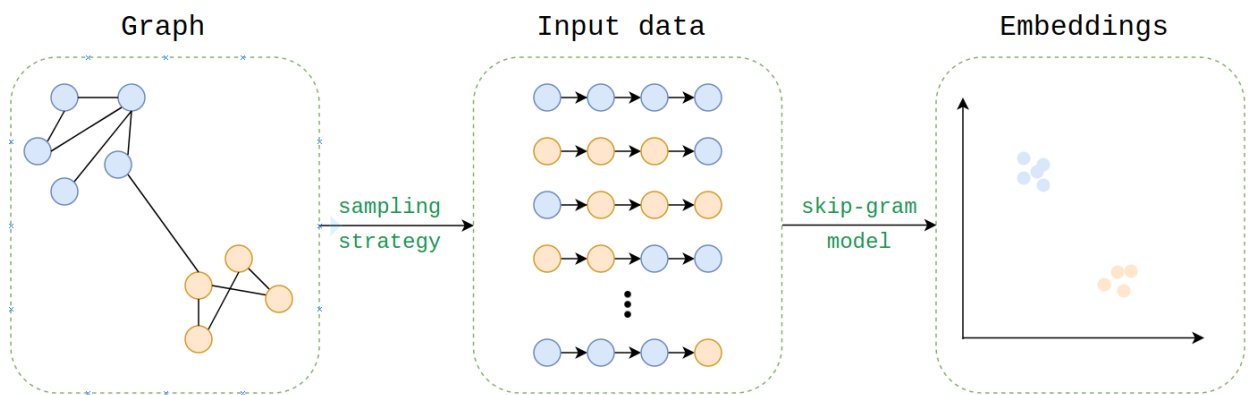 Graph
Input data
Embeddings
sampling
strategy
skip-gram
model